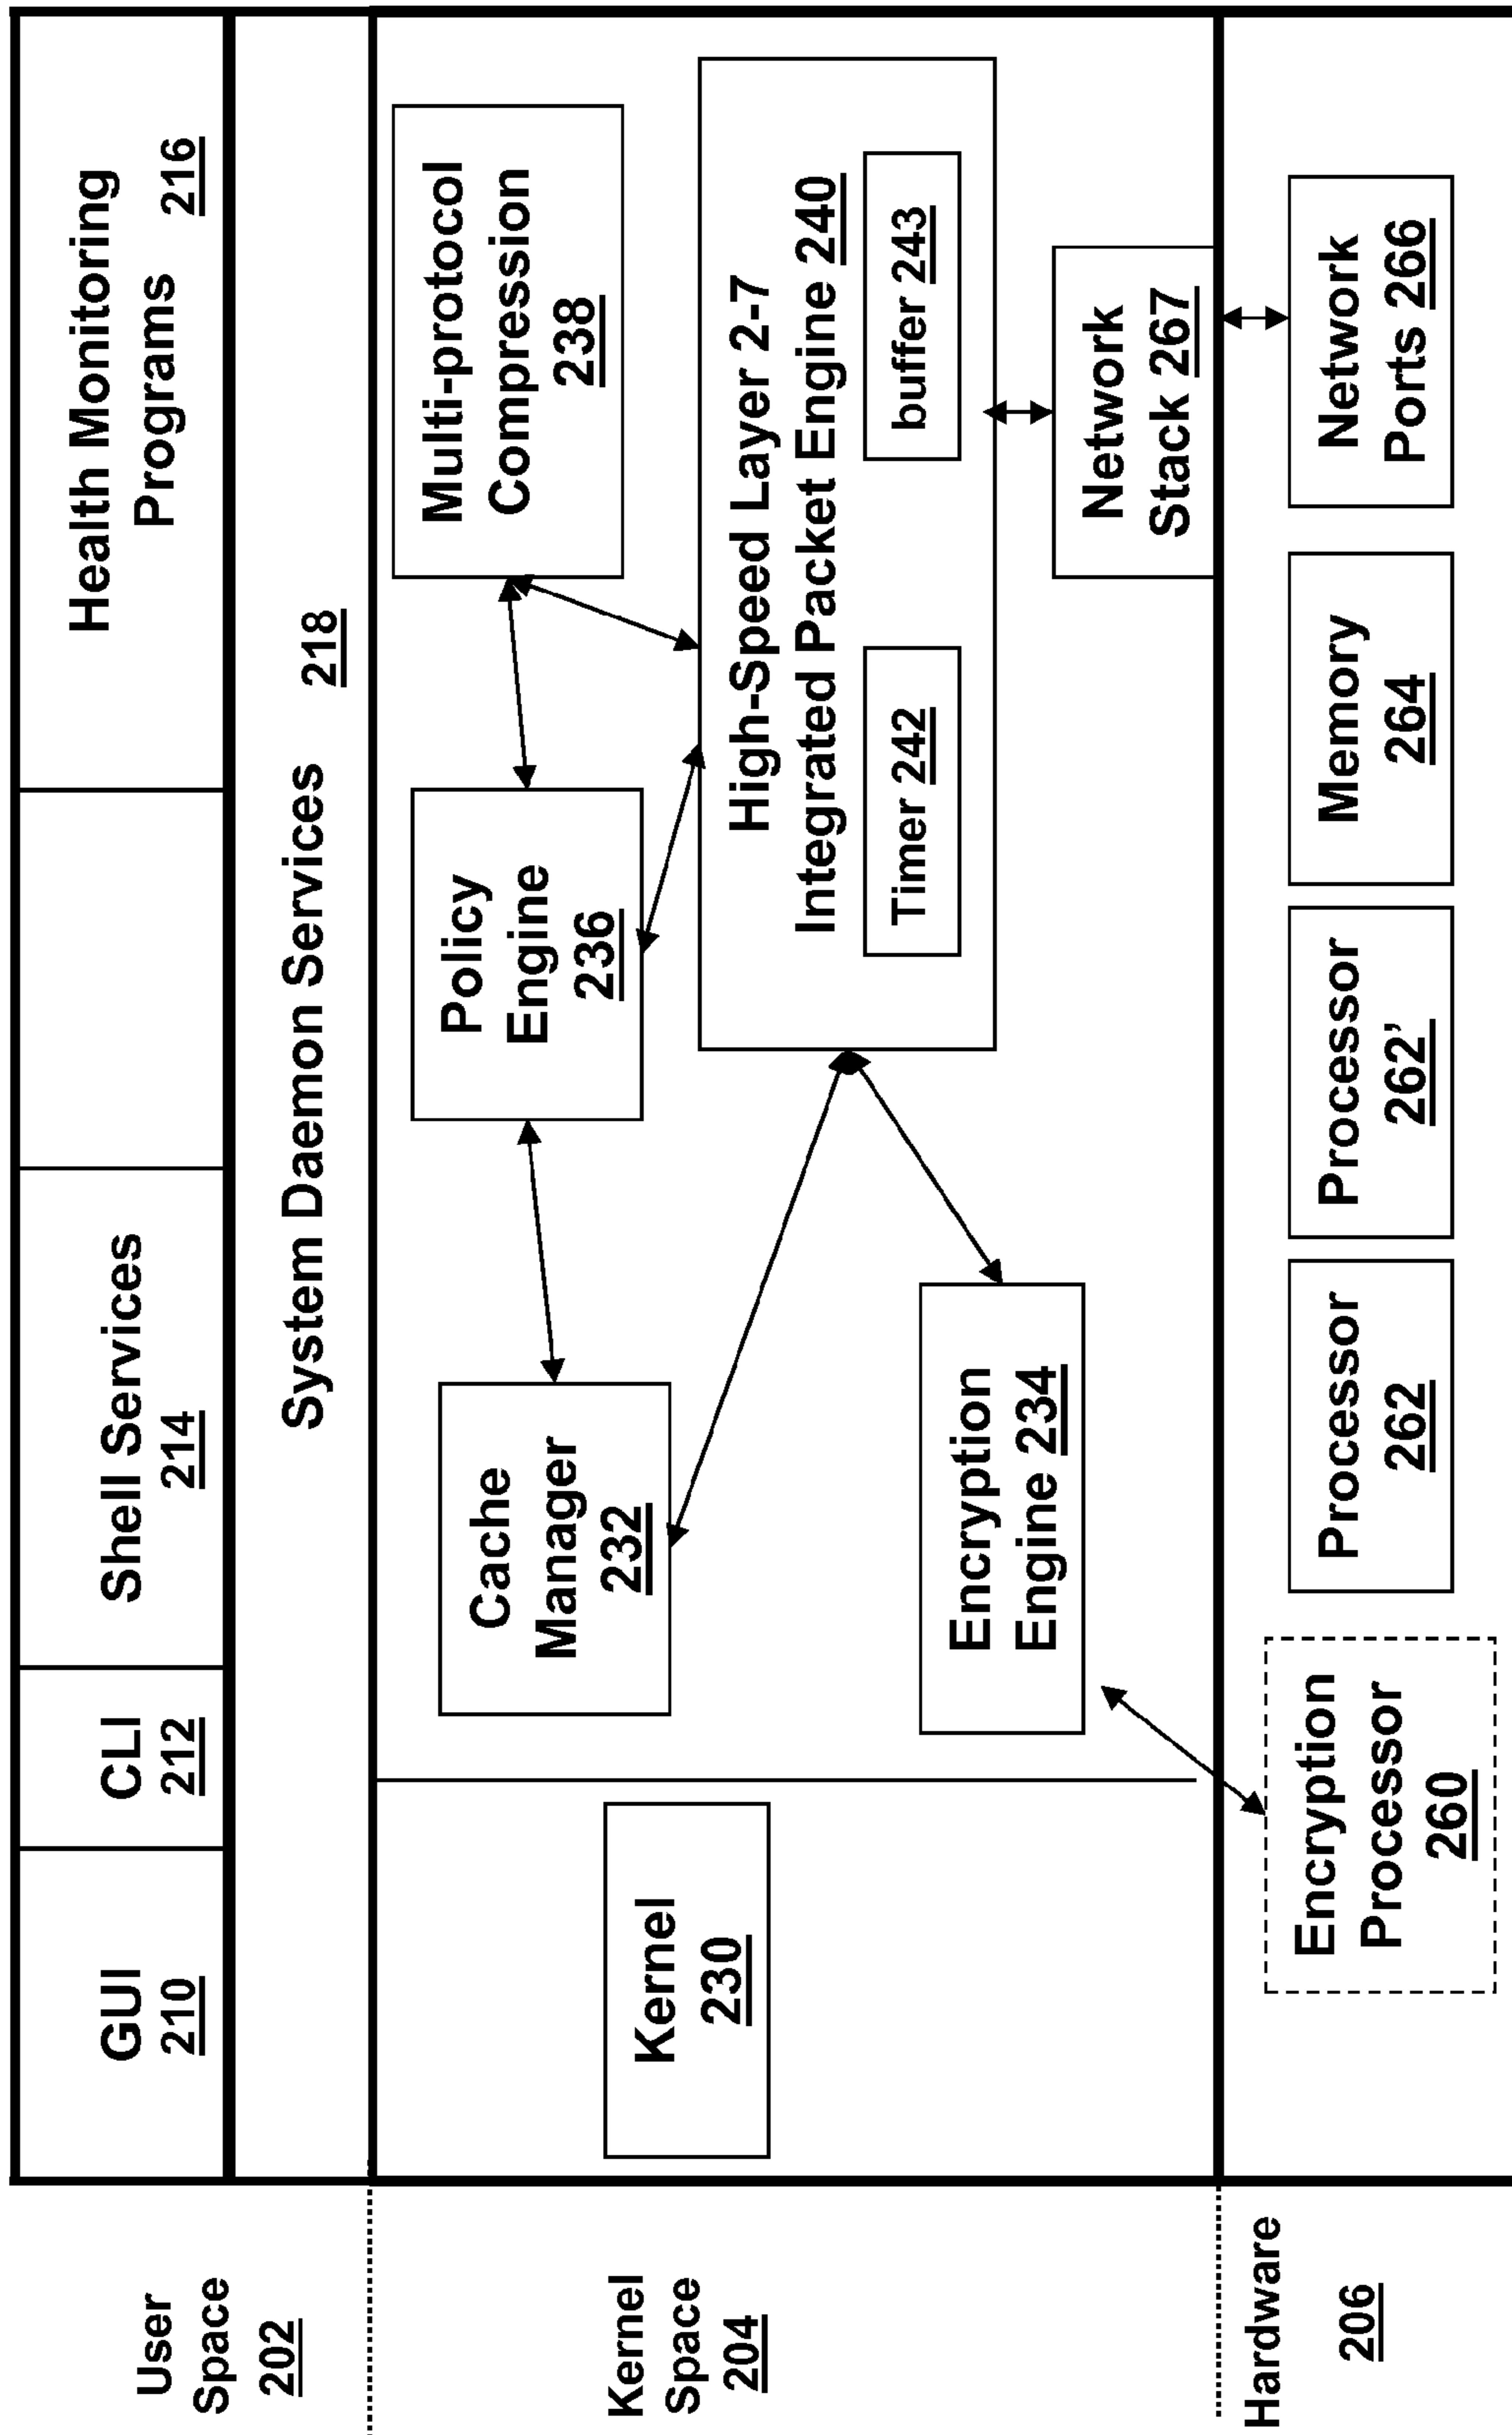 User
Space
202
GUI
210
CLI
212
Shell Services
214
Health Monitoring
Programs 216
System Daemon Services 218
Kernel
Space
204
Kernel
230
Cache
Manager
232
Policy
Engine
236
Multi-protocol
Compression
238
High-Speed Layer 2-7
Integrated Packet Engine 240
Timer 242
buffer 243
Encryption
Engine 234
Network
Stack 267
Hardware
206
Encryption
Processor
260
Processor
262
Processor
262’
Memory
264
Network
Ports 266